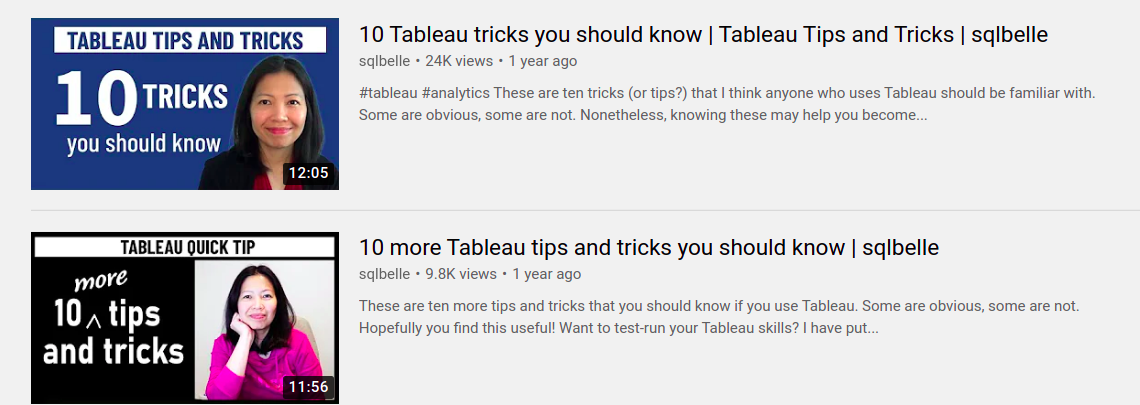 TABLEAU TIPS AND TRICKS
10 TRICKS
you should know
12:05
10 Tableau tricks you should know | Tableau Tips and Tricks | sqlbelle
sqlbelle • 24K views • 1 year ago
#tableau #analytics These are ten tricks (or tips?) that I think anyone who uses Tableau should be familiar with.
Some are obvious, some are not. Nonetheless, knowing these may help you become...
TABLEAU QUICK TIP
more
10 ^ tips
and tricks
11:56
10 more Tableau tips and tricks you should know | sqlbelle
sqlbelle • 9.8K views • 1 year ago
These are ten more tips and tricks that you should know if you use Tableau. Some are obvious, some are not.
Hopefully you find this useful! Want to test-run your Tableau skills? I have put...